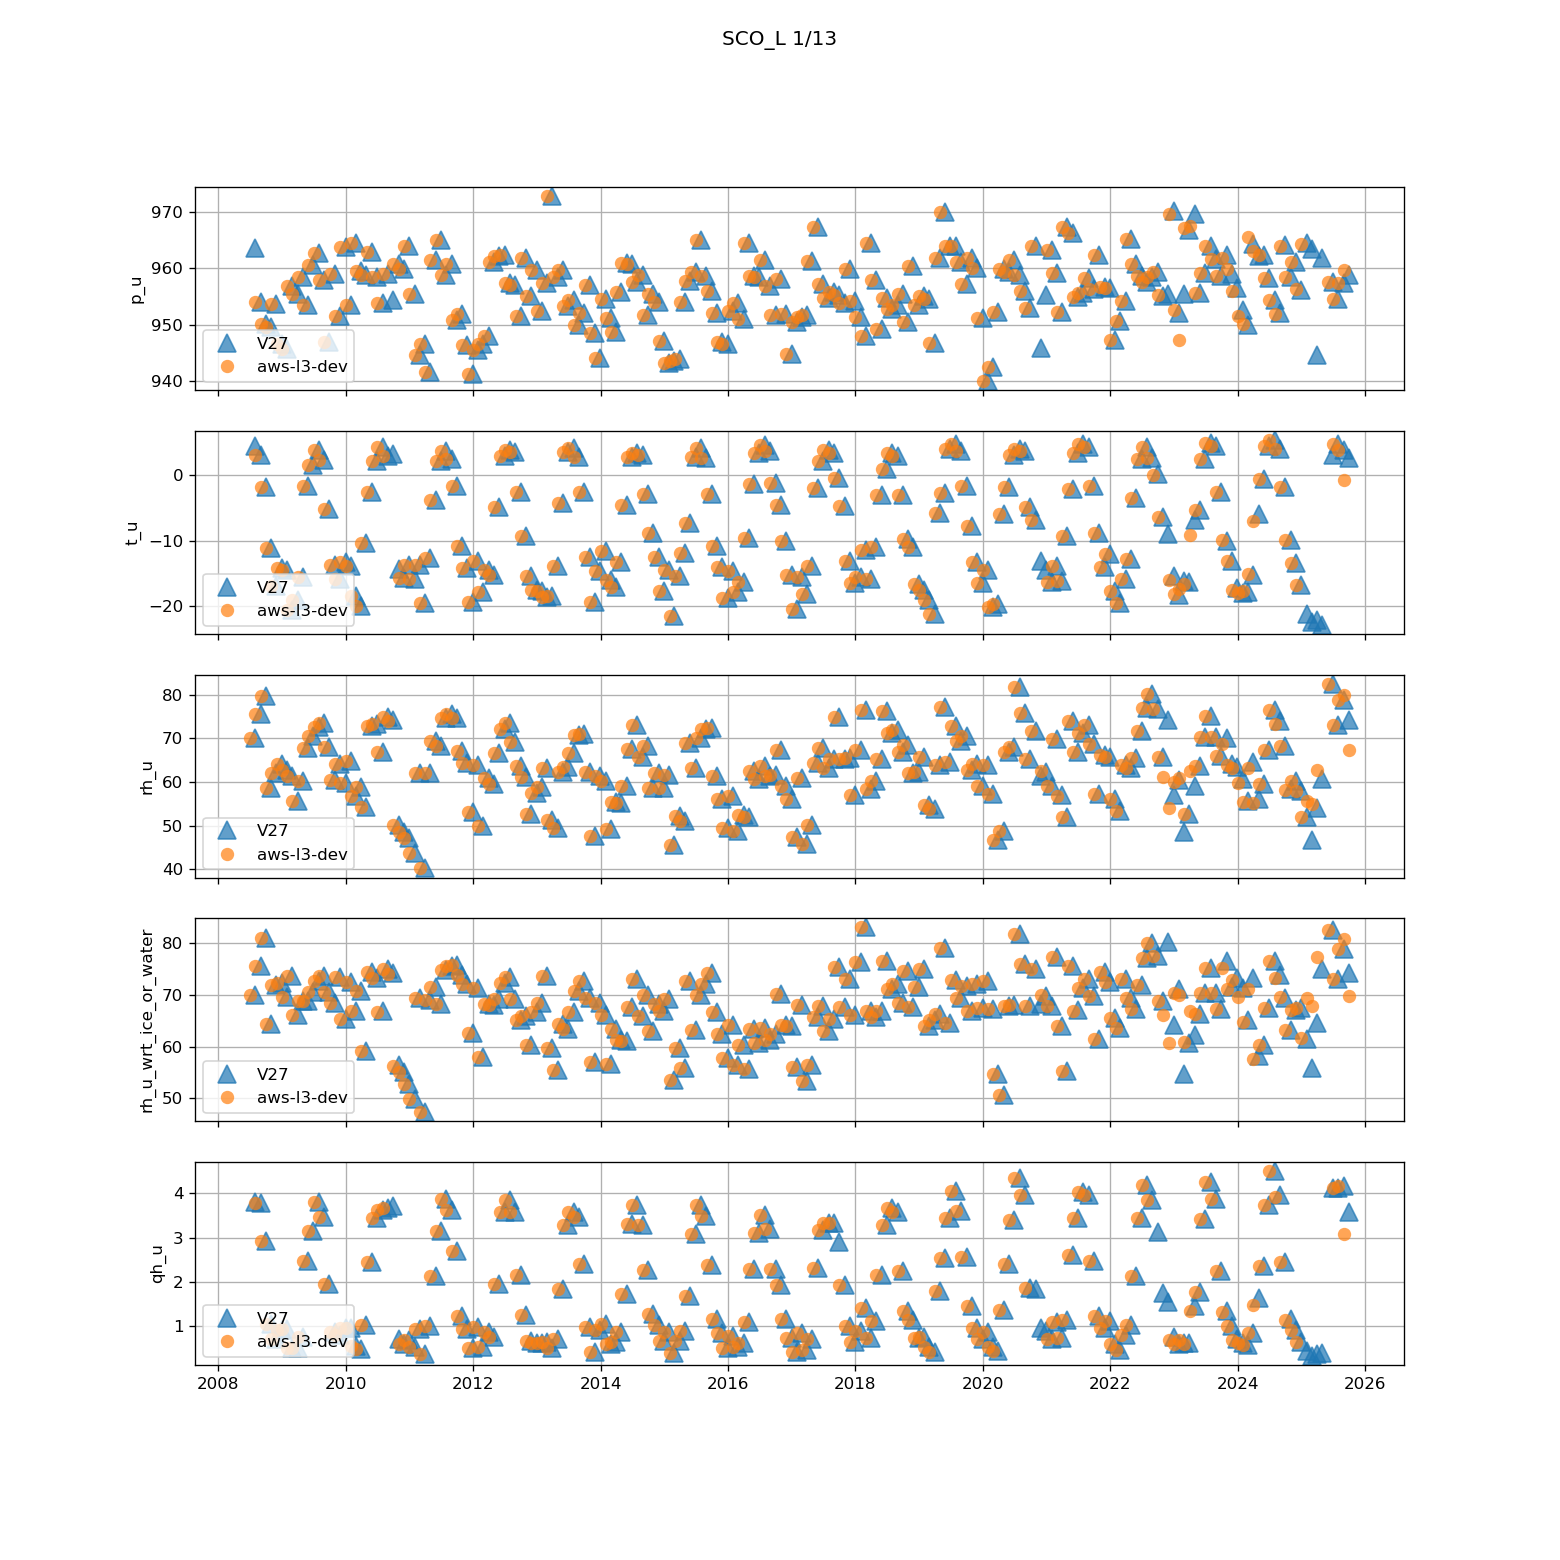 SCO_L 1/13
970
960
950
940
p_u
V27
aws-l3-dev
0
−10
−20
t_u
V27
aws-l3-dev
80
70
60
50
40
rh_u
V27
aws-l3-dev
80
70
60
50
rh_u_wrt_ice_or_water
V27
aws-l3-dev
4
3
2
1
qh_u
V27
aws-l3-dev
2008 2010 2012 2014 2016 2018 2020 2022 2024 2026